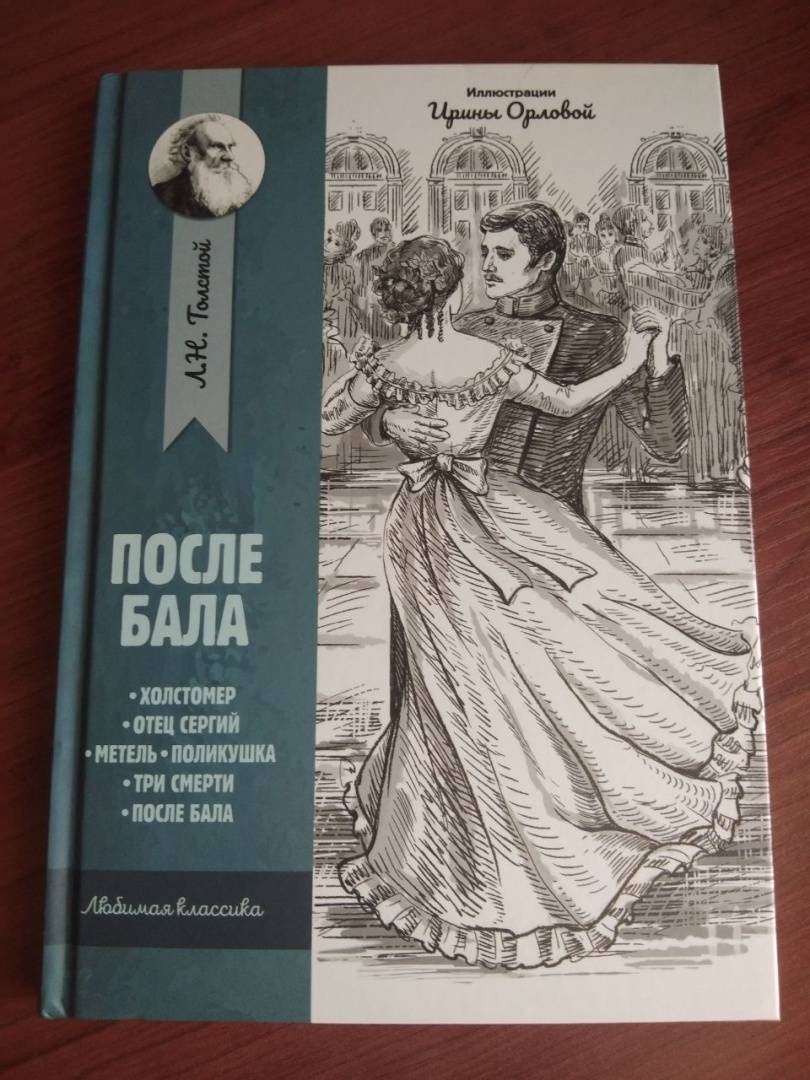 Иллюстрации
Ирины Орловой
Л.Н. Толстой
ПОСЛЕ
БАЛА
• ХОЛСТОМЕР
• ОТЕЦ СЕРГИЙ
• МЕТЕЛЬ • ПОЛИКУШКА
• ТРИ СМЕРТИ
• ПОСЛЕ БАЛА
Любимая классика